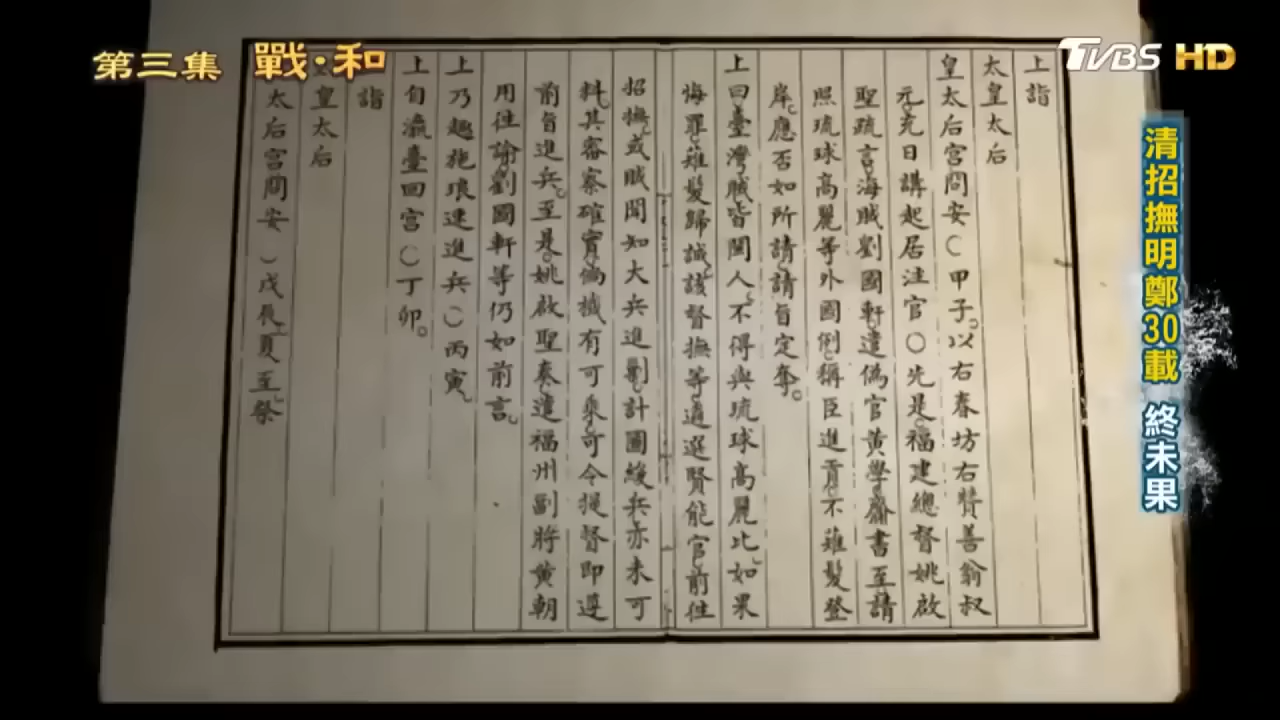 第三集 戰·和
TVBS HD
清招撫明鄭30載 終未果
上詣
太皇太后
皇太后宮問安○甲子以右春坊右贊善翁叔
元充日講起居注官○先是福建總督姚啟
聖疏言海賊劉國軒遣偽官黃學齋書至請
照琉球高麗等外國例稱臣進貢不薙髮登
岸應否如所請請旨定奪
上曰臺灣賊皆閩人不得與琉球高麗比如果
悔罪薙髮歸誠該督撫等遴選賢能官前往
招撫或賊聞知大兵進剿計圖緩兵亦未可
料其審察確實倘機有可乘可令提督即遵
前旨進兵至是姚啟聖奏遣福州副將黃朝
用往諭劉國軒等仍如前言
上乃趣施琅速進兵○丙寅
上自瀛臺回宮○丁卯
詣
皇太后
太后宮問安○戊辰夏至祭